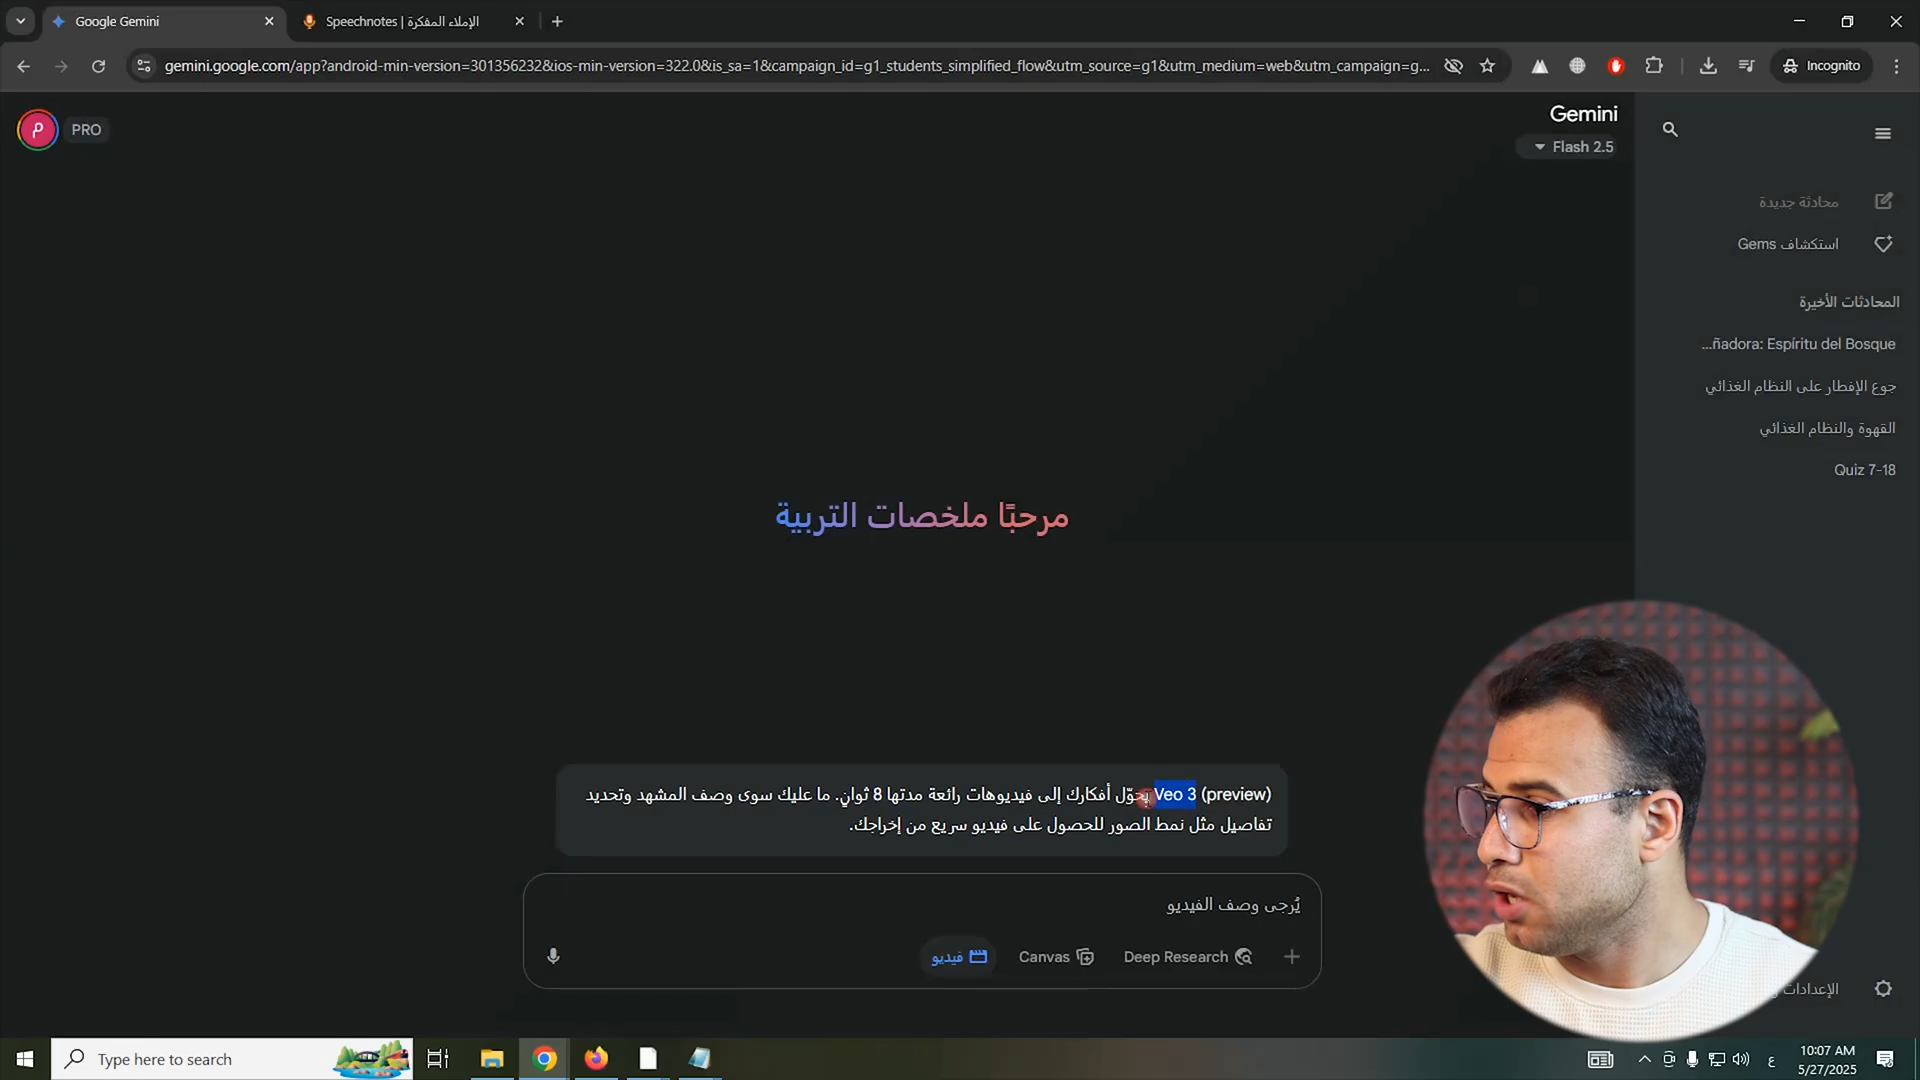 Google Gemini
Speechnotes | الإملاء المفكرة
gemini.google.com/app?android-min-version=301356232&ios-min-version=322.0&is_sa=1&campaign_id=g1_students_simplified_flow&utm_source=g1&utm_medium=web&utm_campaign=g...
Incognito
PRO
Gemini
Flash 2.5
محادثة جديدة
استكشاف Gems
المحادثات الأخيرة
...ñadora: Espíritu del Bosque
جوع الإفطار على النظام الغذائي
القهوة والنظام الغذائي
Quiz 7-18
مرحبًا ملخصات التربية
Veo 3 (preview) يحوّل أفكارك إلى فيديوهات رائعة مدتها 8 ثوانٍ. ما عليك سوى وصف المشهد وتحديد
تفاصيل مثل نمط الصور للحصول على فيديو سريع من إخراجك.
يُرجى وصف الفيديو
Deep Research
Canvas
فيديو
الإعدادات
Type here to search
ع
10:07 AM
5/27/2025